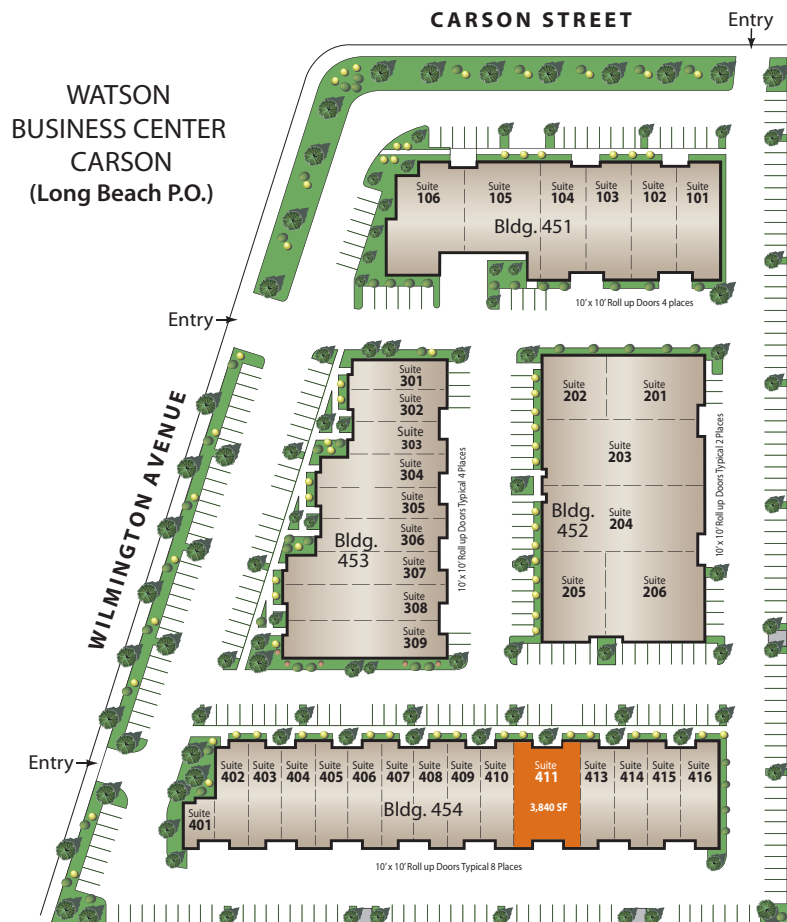 CARSON STREET
Entry
WATSON
BUSINESS CENTER
CARSON
(Long Beach P.O.)
Suite
106
Suite
105
Suite
104
Suite
103
Suite
102
Suite
101
Bldg. 451
10' x 10' Roll up Doors 4 places
Entry
WILMINGTON AVENUE
Suite
301
Suite
302
Suite
303
Suite
304
Suite
305
Suite
306
Suite
307
Suite
308
Suite
309
Bldg.
453
10' x 10' Roll up Doors Typical 4 Places
Suite
202
Suite
201
Suite
203
Suite
204
Bldg.
452
Suite
205
Suite
206
10' x 10' Roll up Doors Typical 2 Places
Entry
Suite
401
Suite
402
Suite
403
Suite
404
Suite
405
Suite
406
Suite
407
Suite
408
Suite
409
Suite
410
Suite
411
3,840 SF
Suite
413
Suite
414
Suite
415
Suite
416
Bldg. 454
10' x 10' Roll up Doors Typical 8 Places